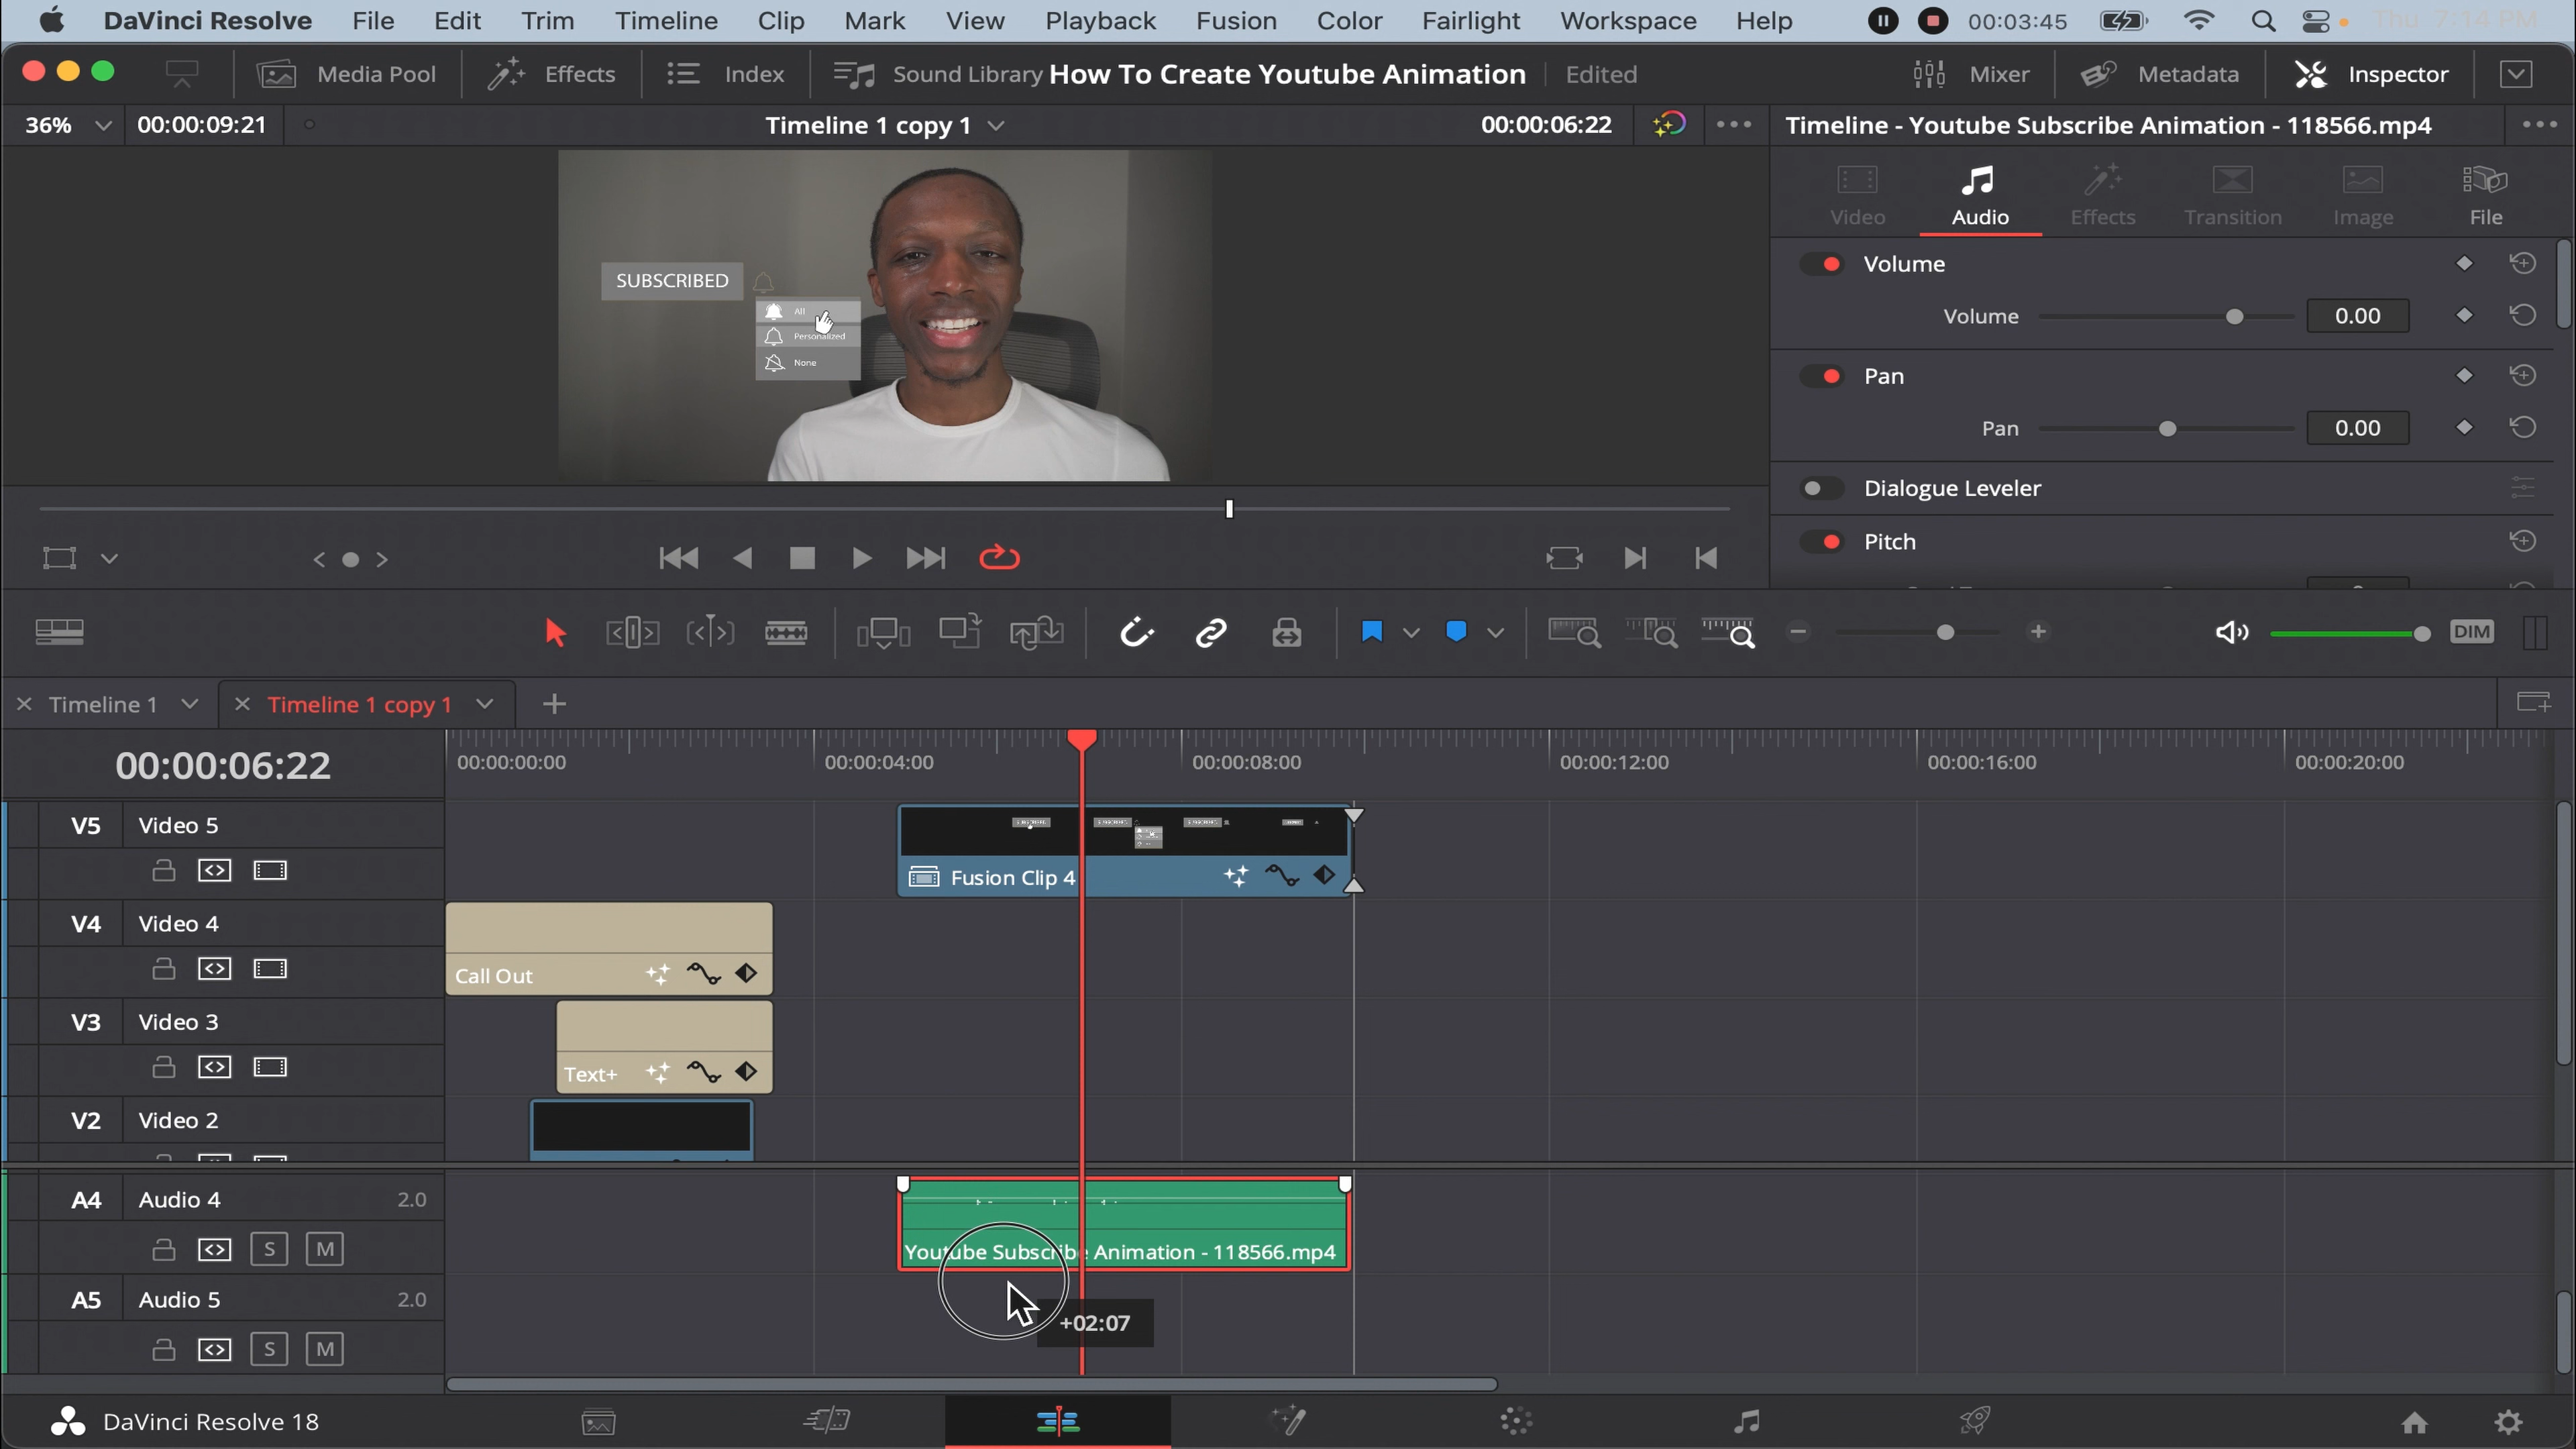 DaVinci Resolve File Edit Trim Timeline Clip Mark View Playback Fusion Color Fairlight Workspace Help 00:03:45 Thu 7:14 PM
Media Pool Effects Index Sound Library How To Create Youtube Animation Edited Mixer Metadata Inspector
36% 00:00:09:21 Timeline 1 copy 1 00:00:06:22 Timeline - Youtube Subscribe Animation - 118566.mp4
Video Audio Effects Transition Image File
SUBSCRIBED
All
Personalized
None
Volume
Volume 0.00
Pan
Pan 0.00
Dialogue Leveler
Pitch
DIM
Timeline 1 Timeline 1 copy 1
00:00:06:22 00:00:00:00 00:00:04:00 00:00:08:00 00:00:12:00 00:00:16:00 00:00:20:00
V5 Video 5
Fusion Clip 4
V4 Video 4
Call Out
V3 Video 3
Text+
V2 Video 2
A4 Audio 4 2.0
S M
Youtube Subscribe Animation - 118566.mp4
A5 Audio 5 2.0
+02:07
S M
DaVinci Resolve 18